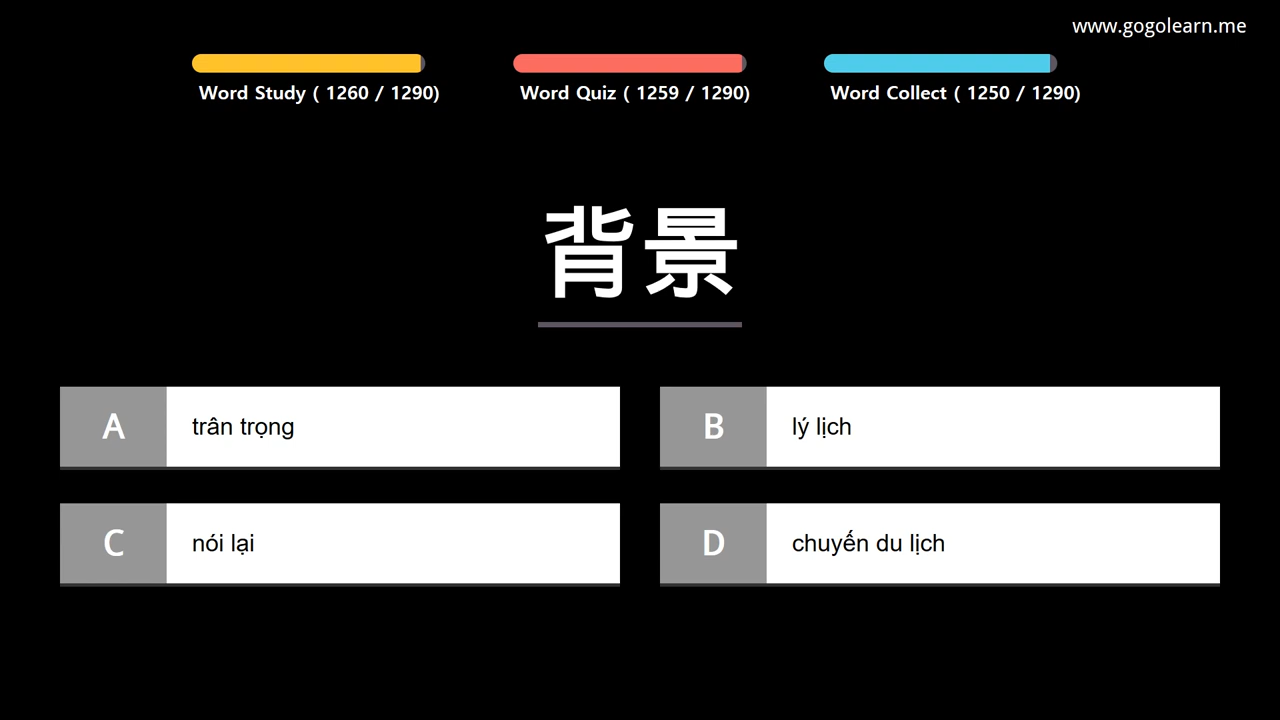 www.gogolearn.me
Word Study ( 1260 / 1290)
Word Quiz ( 1259 / 1290)
Word Collect ( 1250 / 1290)
背景
A trân trọng
B lý lịch
C nói lại
D chuyến du lịch